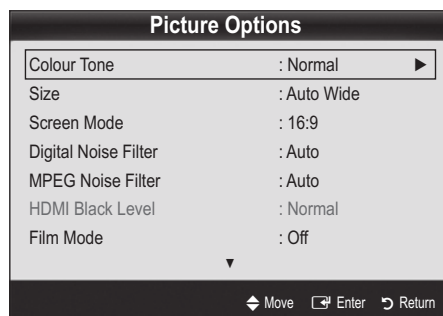 Picture Options
Colour Tone : Normal ►
Size : Auto Wide
Screen Mode : 16:9
Digital Noise Filter : Auto
MPEG Noise Filter : Auto
HDMI Black Level : Normal
Film Mode : Off
▼
Move Enter Return